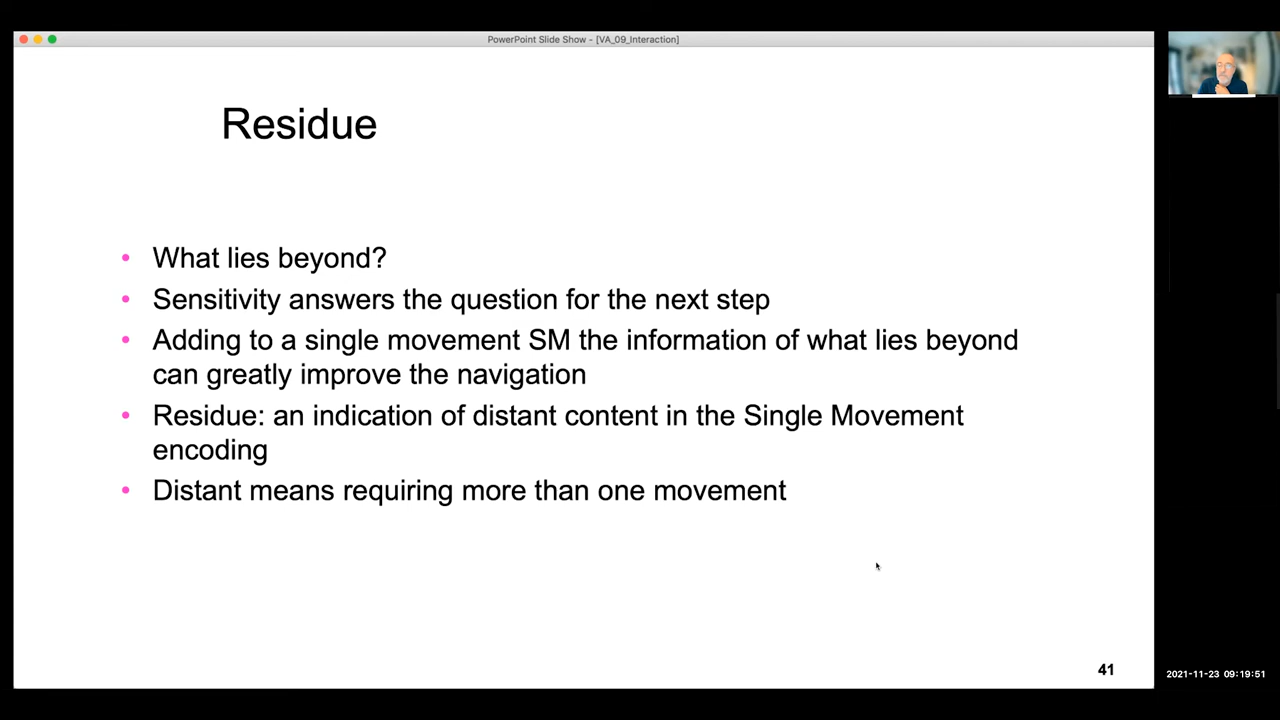 PowerPoint Slide Show - [VA_09_Interaction]
Residue
• What lies beyond?
• Sensitivity answers the question for the next step
• Adding to a single movement SM the information of what lies beyond
can greatly improve the navigation
• Residue: an indication of distant content in the Single Movement
encoding
• Distant means requiring more than one movement
41
2021-11-23 09:19:51